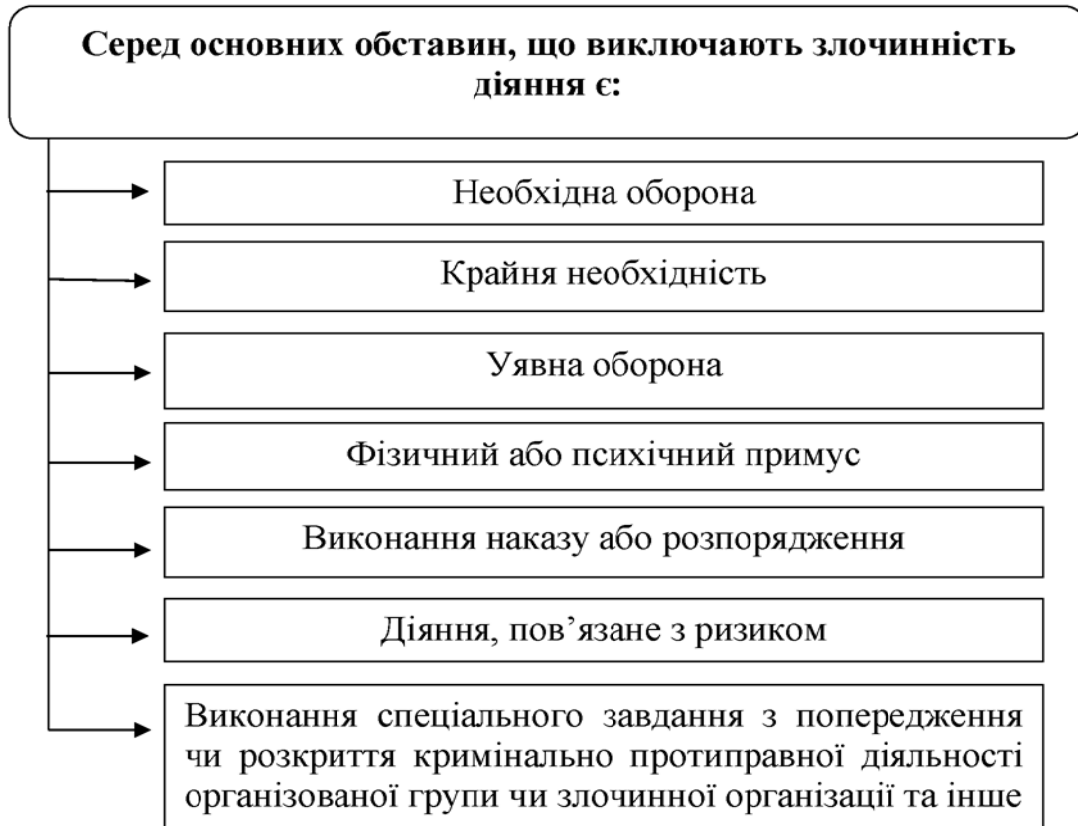 Серед основних обставин, що виключають злочинність
діяння є:
Необхідна оборона
Крайня необхідність
Уявна оборона
Фізичний або психічний примус
Виконання наказу або розпорядження
Діяння, пов’язане з ризиком
Виконання спеціального завдання з попередження
чи розкриття кримінально протиправної діяльності
організованої групи чи злочинної організації та інше